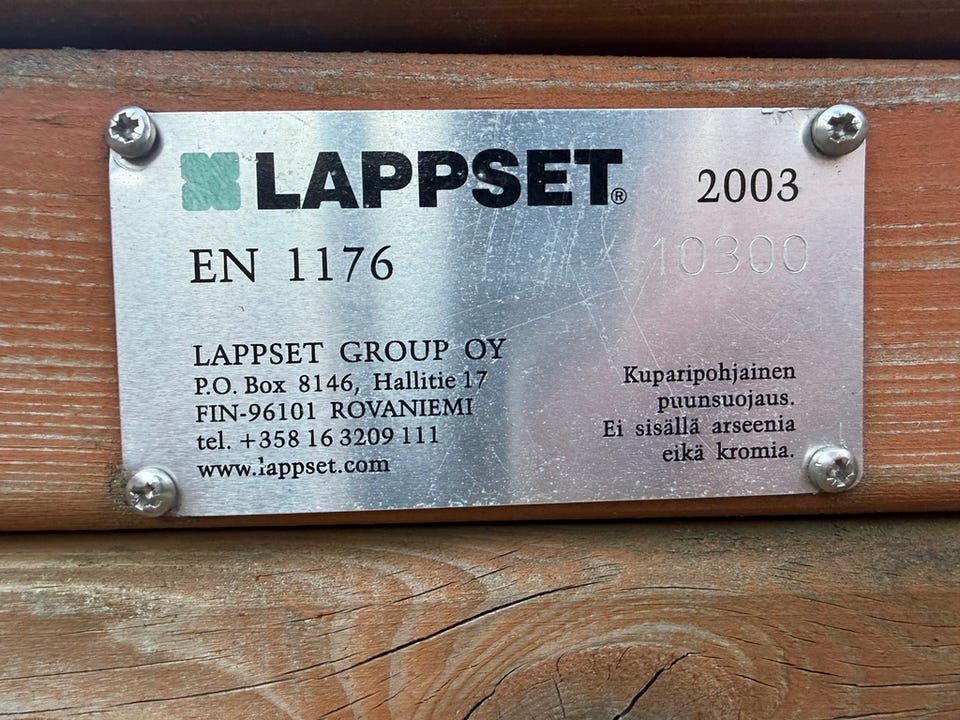 LAPPSET® 2003
EN 1176
10300
LAPPSET GROUP OY
P.O. Box 8146, Hallitie 17
FIN-96101 ROVANIEMI
tel. +358 16 3209 111
www.lappset.com
Kuparipohjainen
puunsuojaus.
Ei sisällä arseenia
eikä kromia.